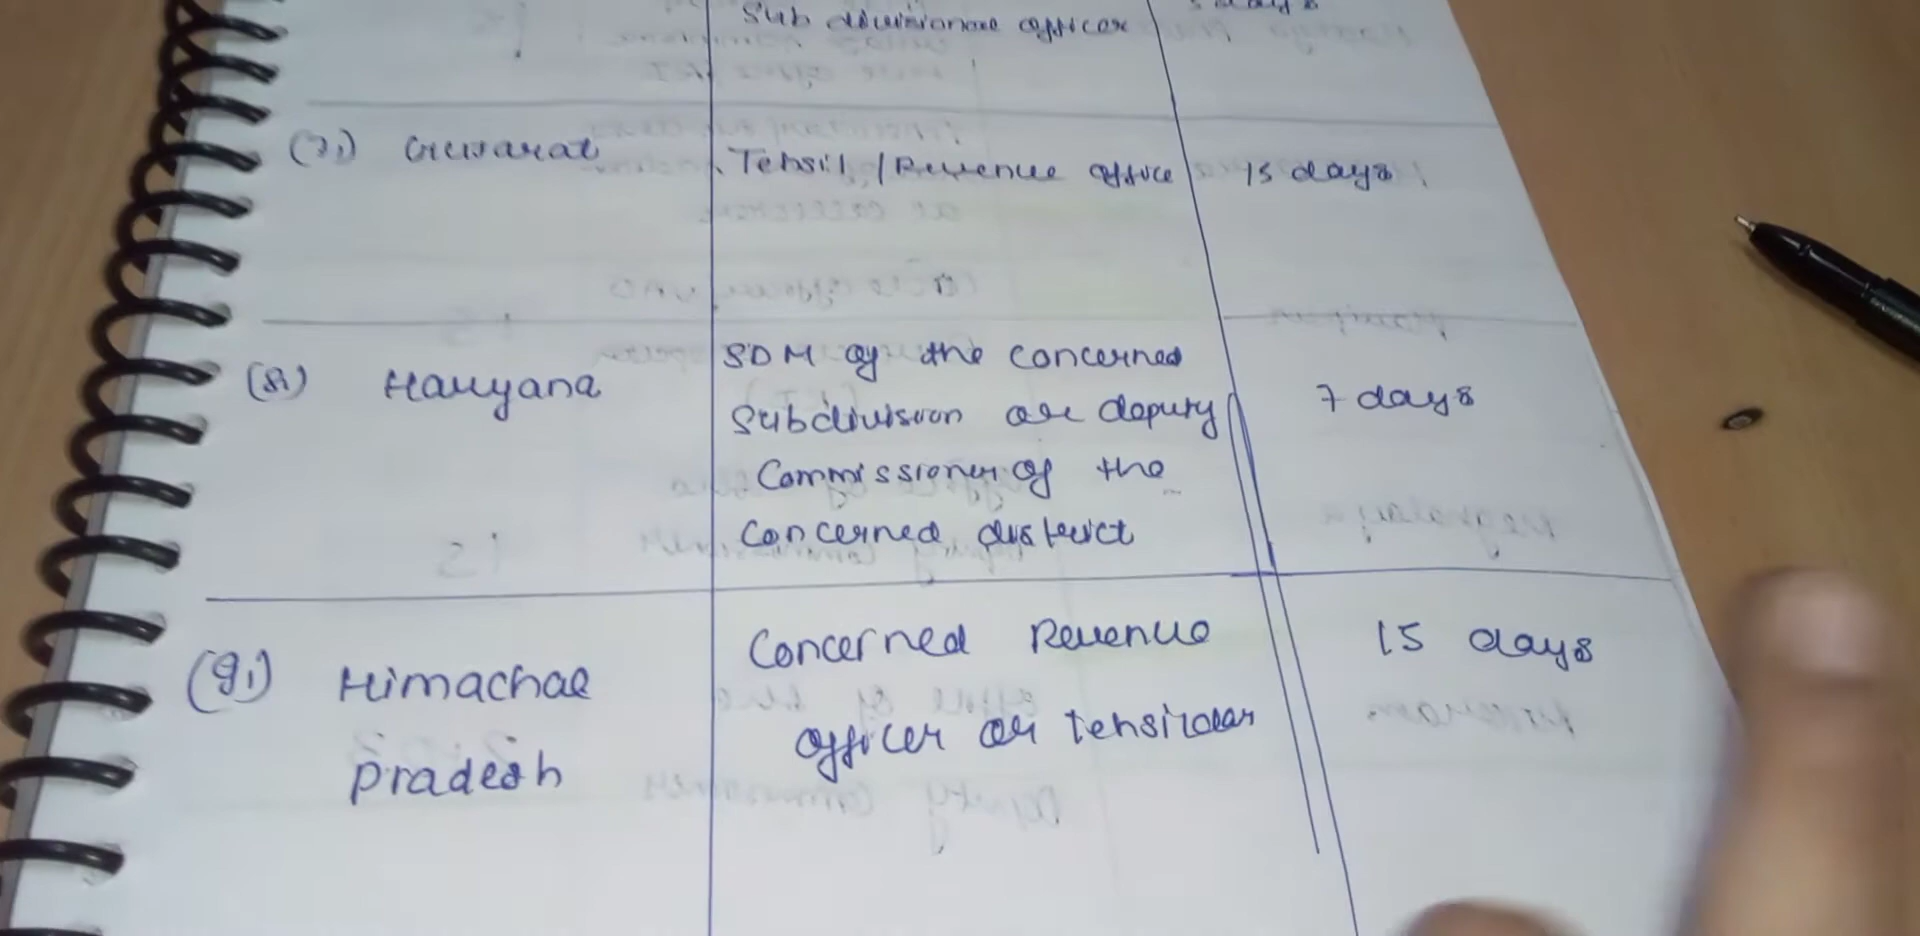 Sub divisional officer
(7.) Gujarat Tehsil / Revenue office 15 days
(8.) Haryana SDM of the concerned
Subdivision or deputy 7 days
Commissioner of the
Concerned district
(9.) Himachal Concerned Revenue 15 days
Pradesh officer or tehsildar